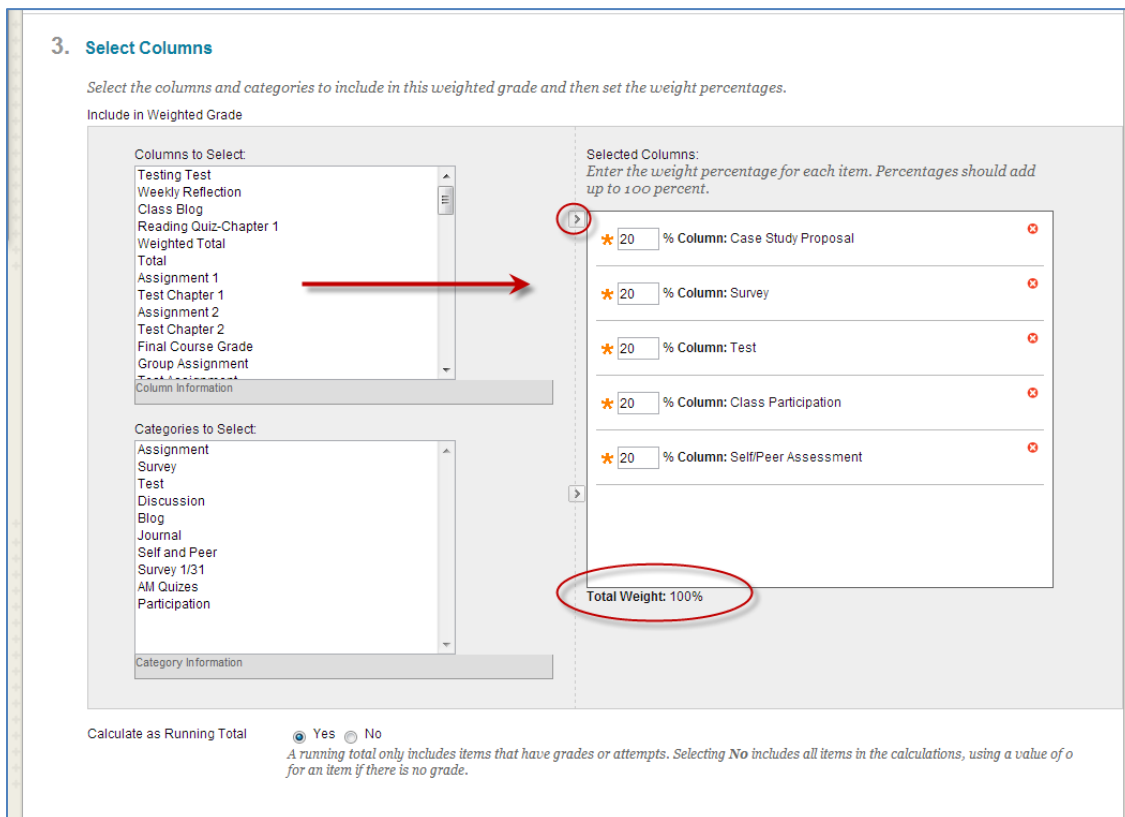 3. Select Columns
Select the columns and categories to include in this weighted grade and then set the weight percentages.
Include in Weighted Grade
Columns to Select:
Testing Test
Weekly Reflection
Class Blog
Reading Quiz-Chapter 1
Weighted Total
Total
Assignment 1
Test Chapter 1
Assignment 2
Test Chapter 2
Final Course Grade
Group Assignment
Test Assignment
Column Information
Categories to Select:
Assignment
Survey
Test
Discussion
Blog
Journal
Self and Peer
Survey 1/31
AM Quizes
Participation
Category Information
Selected Columns:
Enter the weight percentage for each item. Percentages should add
up to 100 percent.
20 % Column: Case Study Proposal
20 % Column: Survey
20 % Column: Test
20 % Column: Class Participation
20 % Column: Self/Peer Assessment
Total Weight: 100%
Calculate as Running Total Yes No
A running total only includes items that have grades or attempts. Selecting No includes all items in the calculations, using a value of 0
for an item if there is no grade.